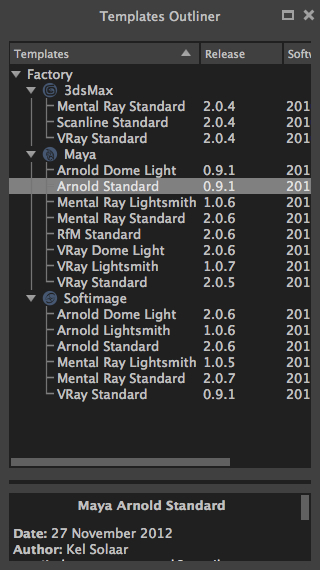 Templates Outliner
Templates Release Softw
Factory
3dsMax
Mental Ray Standard 2.0.4 201
Scanline Standard 2.0.4 201
VRay Standard 2.0.4 201
Maya
Arnold Dome Light 0.9.1 201
Arnold Standard 0.9.1 201
Mental Ray Lightsmith 1.0.6 201
Mental Ray Standard 2.0.6 201
RfM Standard 2.0.6 201
VRay Dome Light 2.0.6 201
VRay Lightsmith 1.0.7 201
VRay Standard 2.0.5 201
Softimage
Arnold Dome Light 2.0.6 201
Arnold Lightsmith 1.0.6 201
Arnold Standard 2.0.6 201
Mental Ray Lightsmith 1.0.5 201
Mental Ray Standard 2.0.7 201
VRay Standard 0.9.1 201
Maya Arnold Standard
Date: 27 November 2012
Author: Kel Solaar